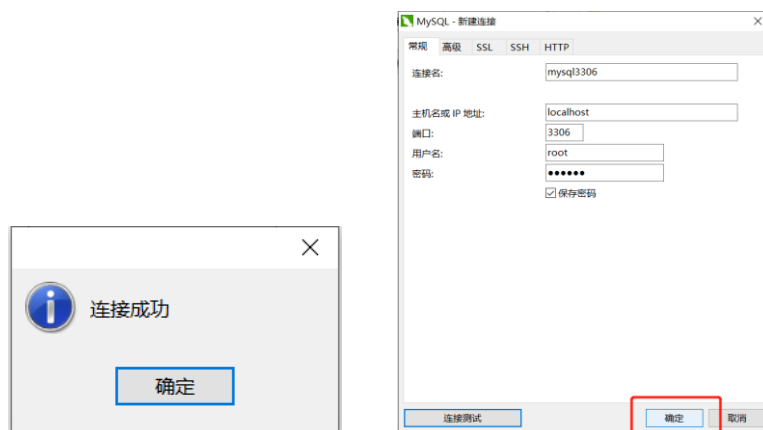 连接成功
确定
MySQL - 新建连接
常规 高级 SSL SSH HTTP
连接名: mysql3306
主机名或 IP 地址: localhost
端口: 3306
用户名: root
密码: ●●●●●●
保存密码
连接测试 确定 取消